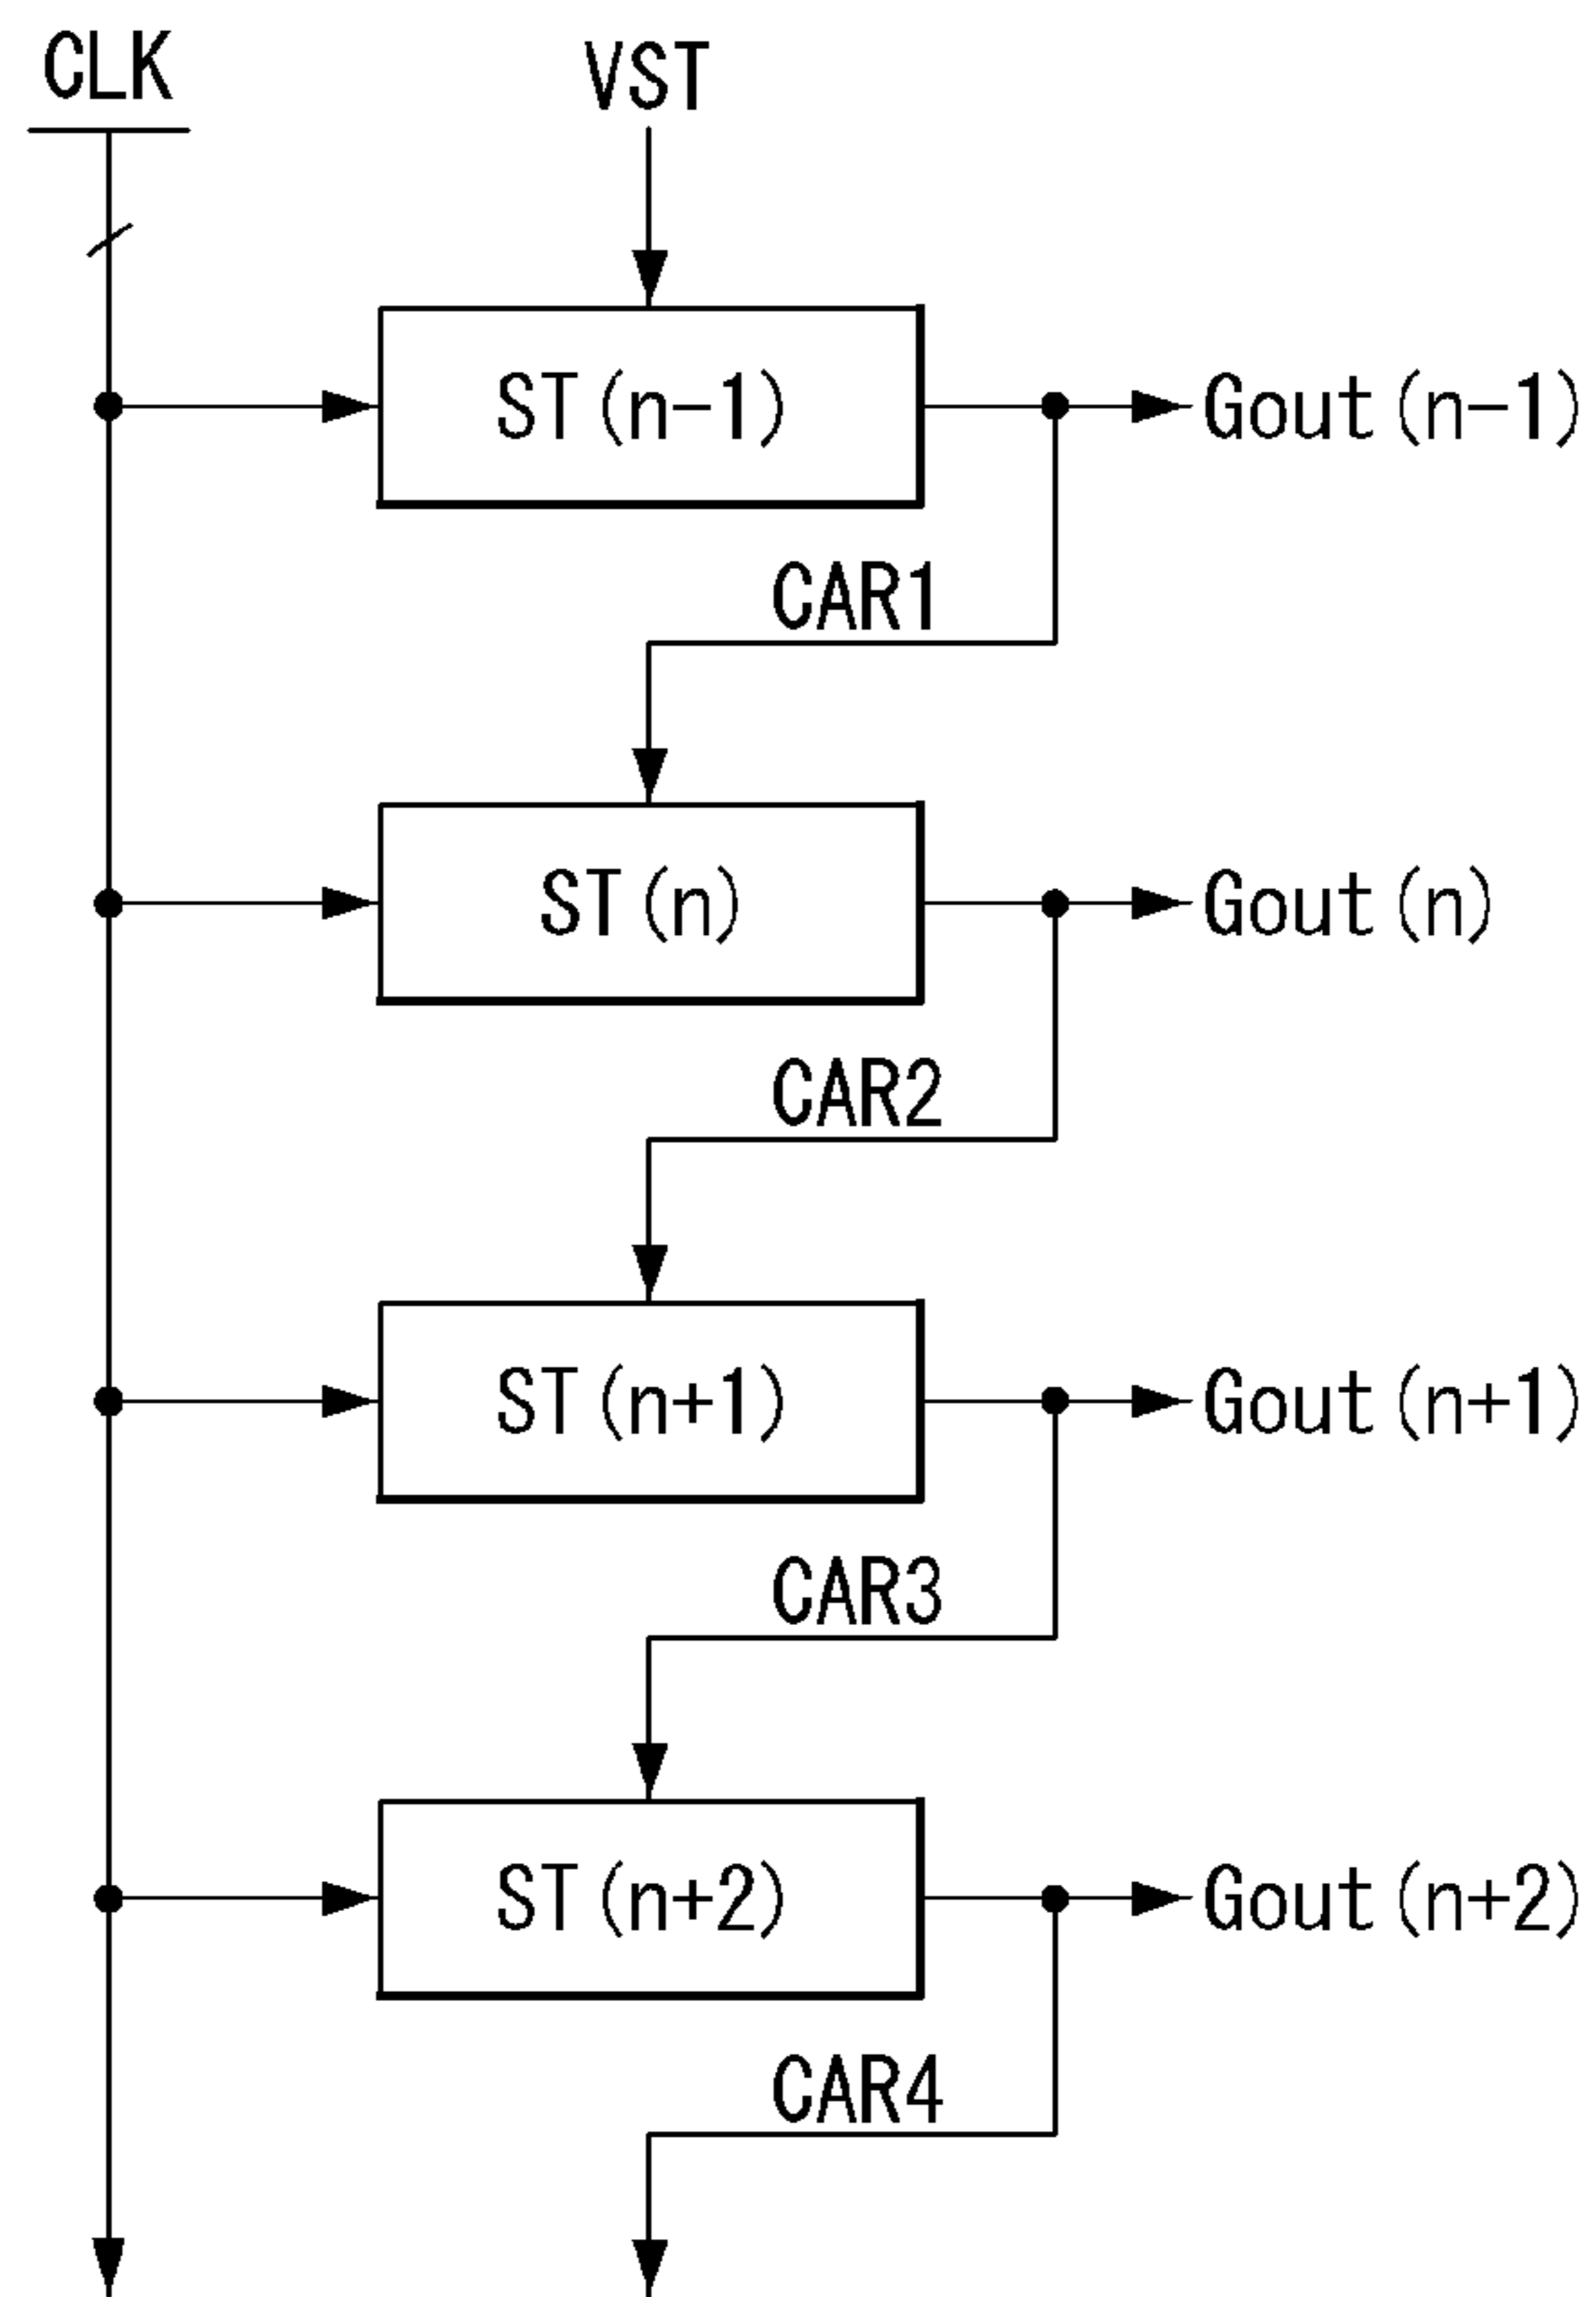 CLK
VST
ST(n-1)
Gout(n-1)
CAR1
ST(n)
Gout(n)
CAR2
ST(n+1)
Gout(n+1)
CAR3
ST(n+2)
Gout(n+2)
CAR4